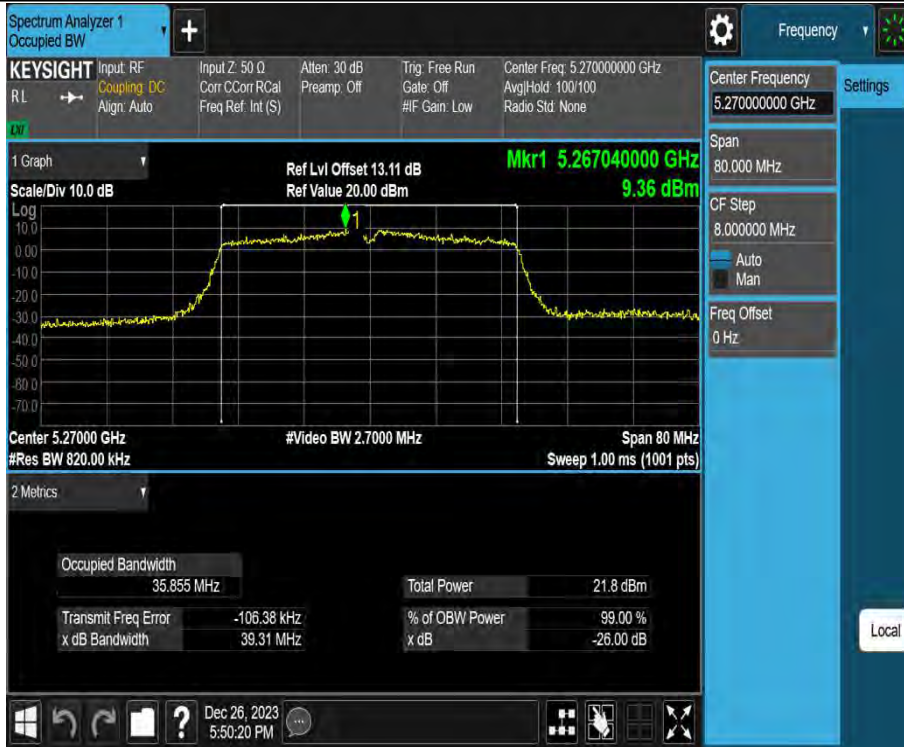 Spectrum Analyzer 1
Occupied BW
+
Frequency
KEYSIGHT
RL
Input: RF
Coupling: DC
Align: Auto
Input Z: 50 Ω
Corr CCorr RCal
Freq Ref: Int (S)
Atten: 30 dB
Preamp: Off
Trig: Free Run
Gate: Off
#IF Gain: Low
Center Freq: 5.270000000 GHz
Avg|Hold: 100/100
Radio Std: None
LXI
Center Frequency
5.270000000 GHz
Settings
Span
80.000 MHz
CF Step
8.000000 MHz
Auto
Man
Freq Offset
0 Hz
1 Graph
Scale/Div 10.0 dB
Ref Lvl Offset 13.11 dB
Ref Value 20.00 dBm
Mkr1 5.267040000 GHz
9.36 dBm
Log
1
10.0
0.00
-10.0
-20.0
-30.0
-40.0
-50.0
-60.0
-70.0
Center 5.27000 GHz
#Res BW 820.00 kHz
#Video BW 2.7000 MHz
Span 80 MHz
Sweep 1.00 ms (1001 pts)
2 Metrics
Occupied Bandwidth
35.855 MHz
Total Power 21.8 dBm
Transmit Freq Error -106.38 kHz
% of OBW Power 99.00 %
x dB Bandwidth 39.31 MHz
x dB -26.00 dB
Local
?
Dec 26, 2023
5:50:20 PM